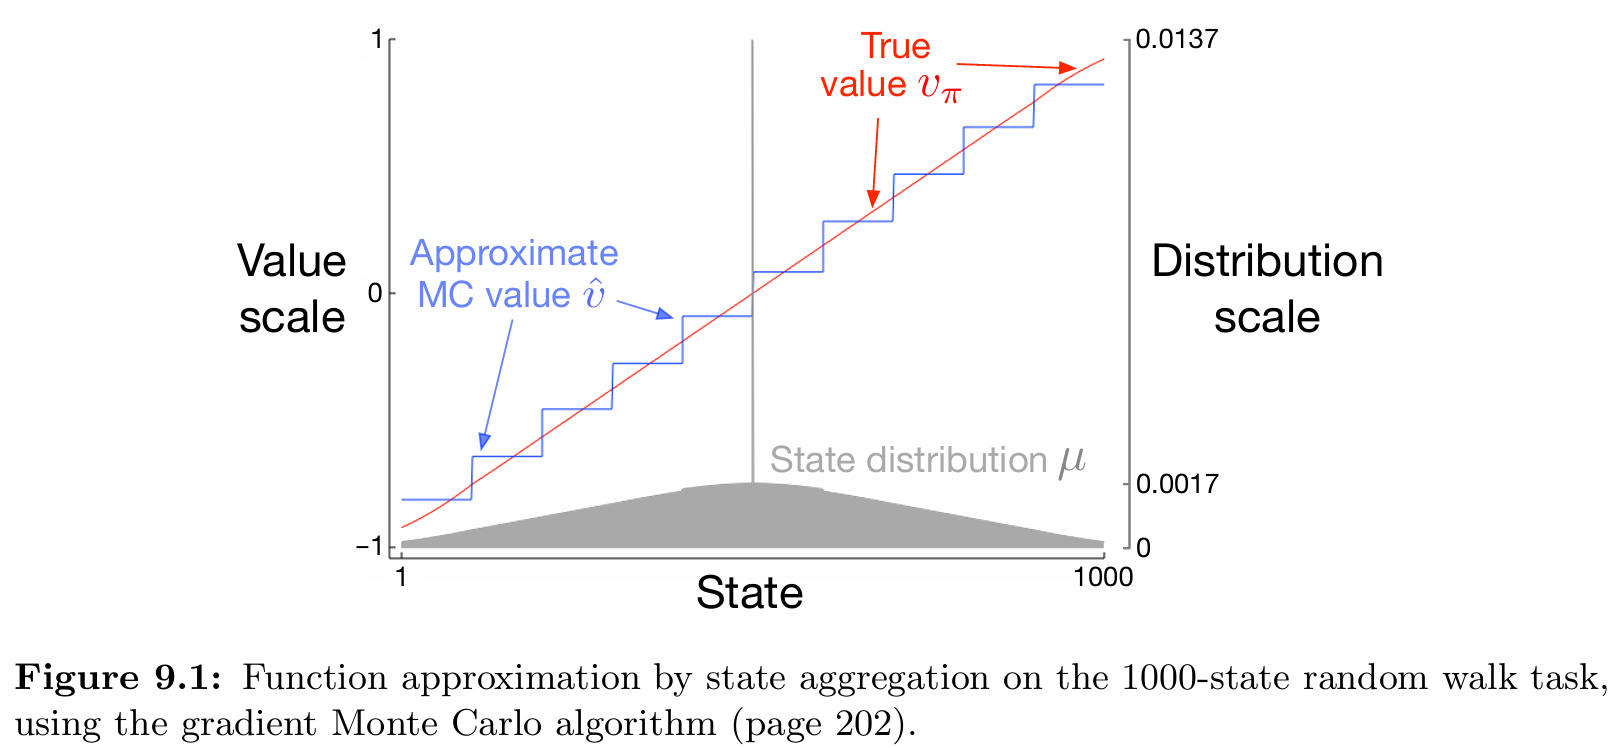 1
0.0137
True
value vπ
Approximate
MC value v̂
Value
scale
0
Distribution
scale
State distribution μ
0.0017
−1
0
1
State
1000
Figure 9.1: Function approximation by state aggregation on the 1000-state random walk task,
using the gradient Monte Carlo algorithm (page 202).